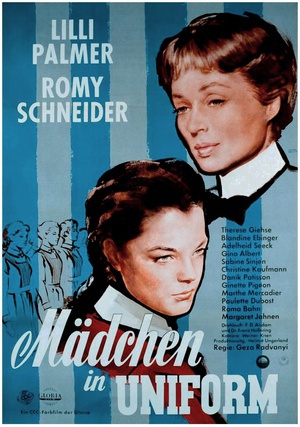 LILLI
PALMER
ROMY
SCHNEIDER
Therese Giehse
Blandine Ebinger
Adelheid Seeck
Gina Albert
Sabine Sinjen
Christine Kaufmann
Danik Patisson
Ginette Pigeon
Marthe Mercadier
Paulette Dubost
Roma Bahn
Margaret Jahnen
Regie: Geza Radvanyi
Mädchen
in UNIFORM
GLORIA